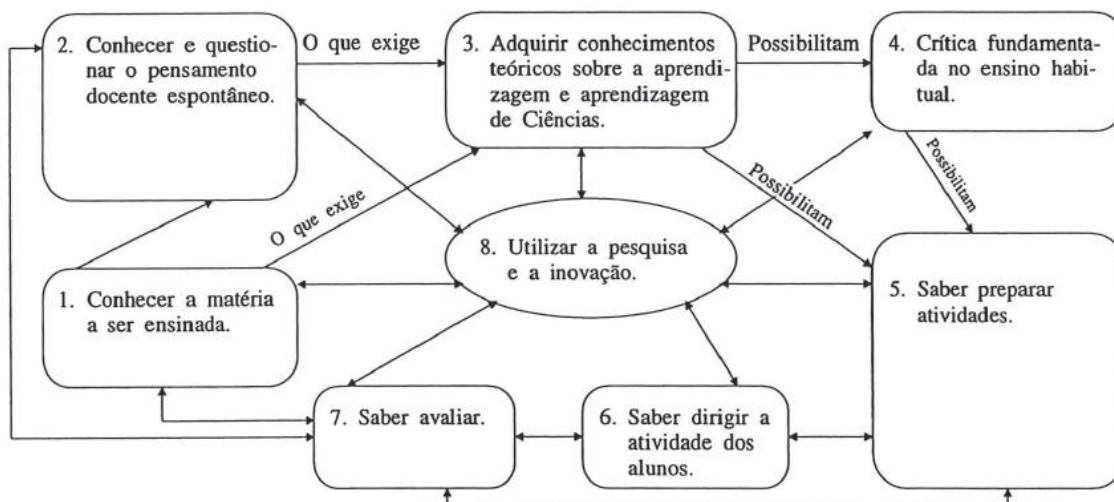 2. Conhecer e questio-
nar o pensamento
docente espontâneo.
O que exige
3. Adquirir conhecimentos
teóricos sobre a aprendi-
zagem e aprendizagem
de Ciências.
Possibilitam
4. Crítica fundamenta-
da no ensino habi-
tual.
O que exige
Possibilitam
Possibilitam
1. Conhecer a matéria
a ser ensinada.
8. Utilizar a pesquisa
e a inovação.
5. Saber preparar
atividades.
7. Saber avaliar.
6. Saber dirigir a
atividade dos
alunos.